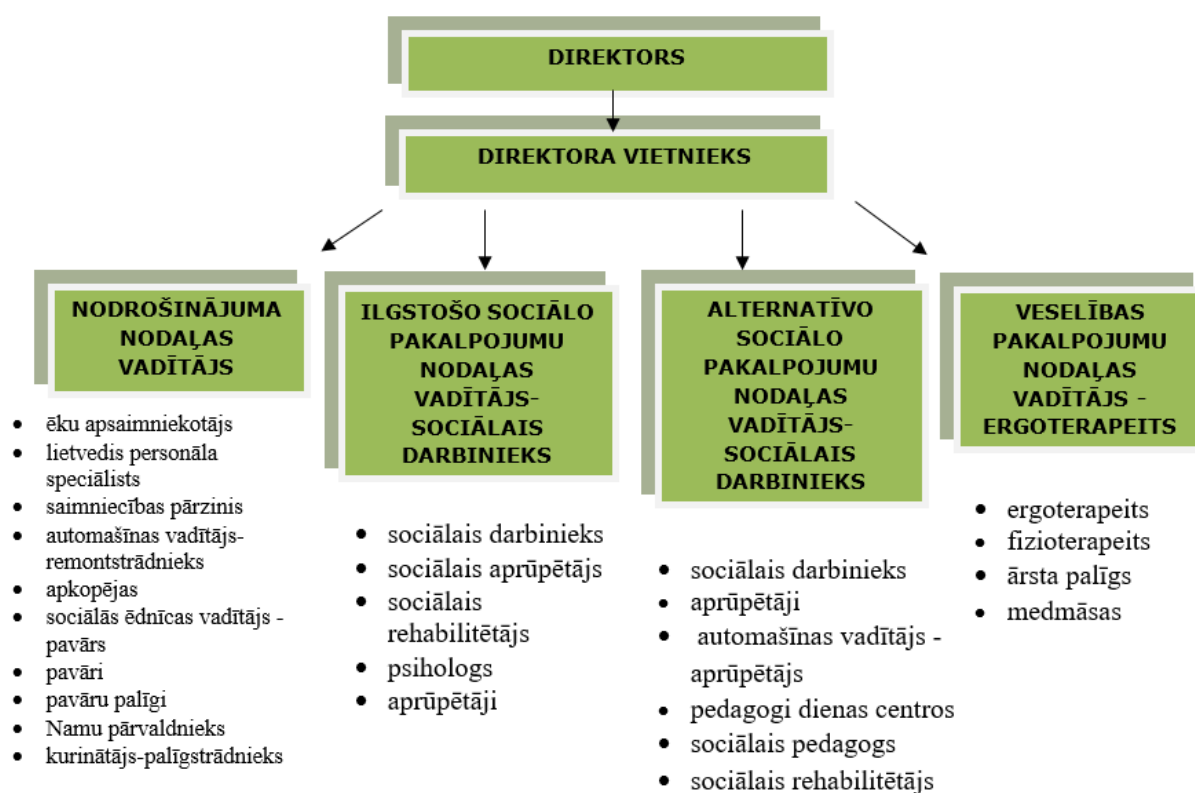 DIREKTORS
DIREKTORA VIETNIEKS
NODROŠINĀJUMA
NODAĻAS
VADĪTĀJS
• ēku apsaimniekotājs
• lietvedis personāla
speciālists
• saimniecības pārzinis
• automašīnas vadītājs-
remontstrādnieks
• apkopējas
• sociālās ēdnīcas vadītājs -
pavārs
• pavāri
• pavāru palīgi
• Namu pārvaldnieks
• kurinātājs-palīgstrādnieks
ILGSTOŠO SOCIĀLO
PAKALPOJUMU
NODAĻAS
VADĪTĀJS-
SOCIĀLAIS
DARBINIEKS
• sociālais darbinieks
• sociālais aprūpētājs
• sociālais
rehabilitētājs
• psihologs
• aprūpētāji
ALTERNATĪVO
SOCIĀLO
PAKALPOJUMU
NODAĻAS
VADĪTĀJS-
SOCIĀLAIS
DARBINIEKS
• sociālais darbinieks
• aprūpētāji
• automašīnas vadītājs -
aprūpētājs
• pedagogi dienas centros
• sociālais pedagogs
• sociālais rehabilitētājs
VESELĪBAS
PAKALPOJUMU
NODAĻAS
VADĪTĀJS -
ERGOTERAPEITS
• ergoterapeits
• fizioterapeits
• ārsta palīgs
• medmāsas